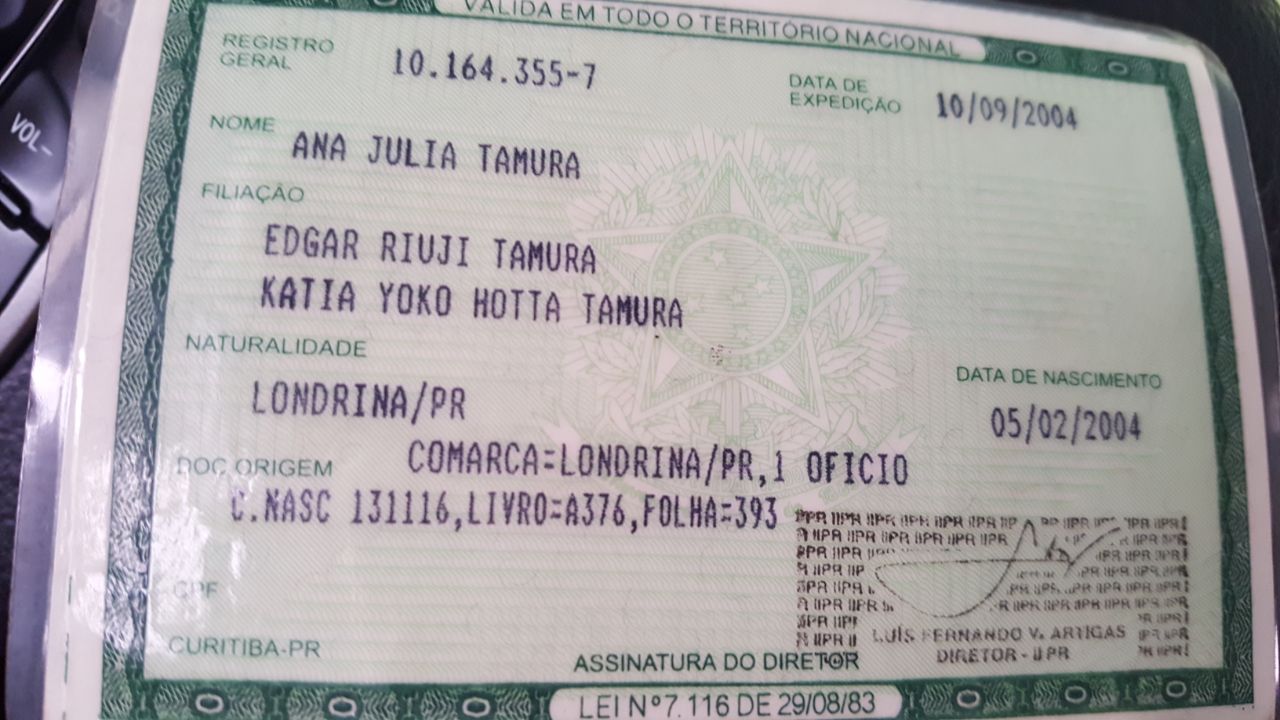 VÁLIDA EM TODO O TERRITÓRIO NACIONAL
REGISTRO GERAL 10.164.355-7
DATA DE EXPEDIÇÃO 10/09/2004
NOME ANA JULIA TAMURA
FILIAÇÃO
EDGAR RIUJI TAMURA
KATIA YOKO HOTTA TAMURA
NATURALIDADE
LONDRINA/PR
DATA DE NASCIMENTO
05/02/2004
DOC ORIGEM COMARCA=LONDRINA/PR,1 OFICIO
C.NASC 131116,LIVRO=A376,FOLHA=393
CPF
CURITIBA-PR
LUÍS FERNANDO V. ARTIGAS
DIRETOR - IIPR
ASSINATURA DO DIRETOR
LEI Nº 7.116 DE 29/08/83
VOL-